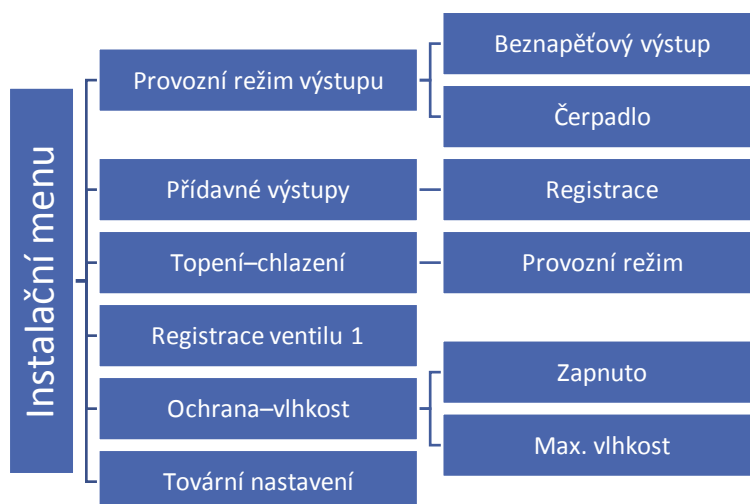 Instalační menu
Provozní režim výstupu
Beznapěťový výstup
Čerpadlo
Přídavné výstupy
Registrace
Topení–chlazení
Provozní režim
Registrace ventilu 1
Ochrana–vlhkost
Zapnuto
Max. vlhkost
Tovární nastavení